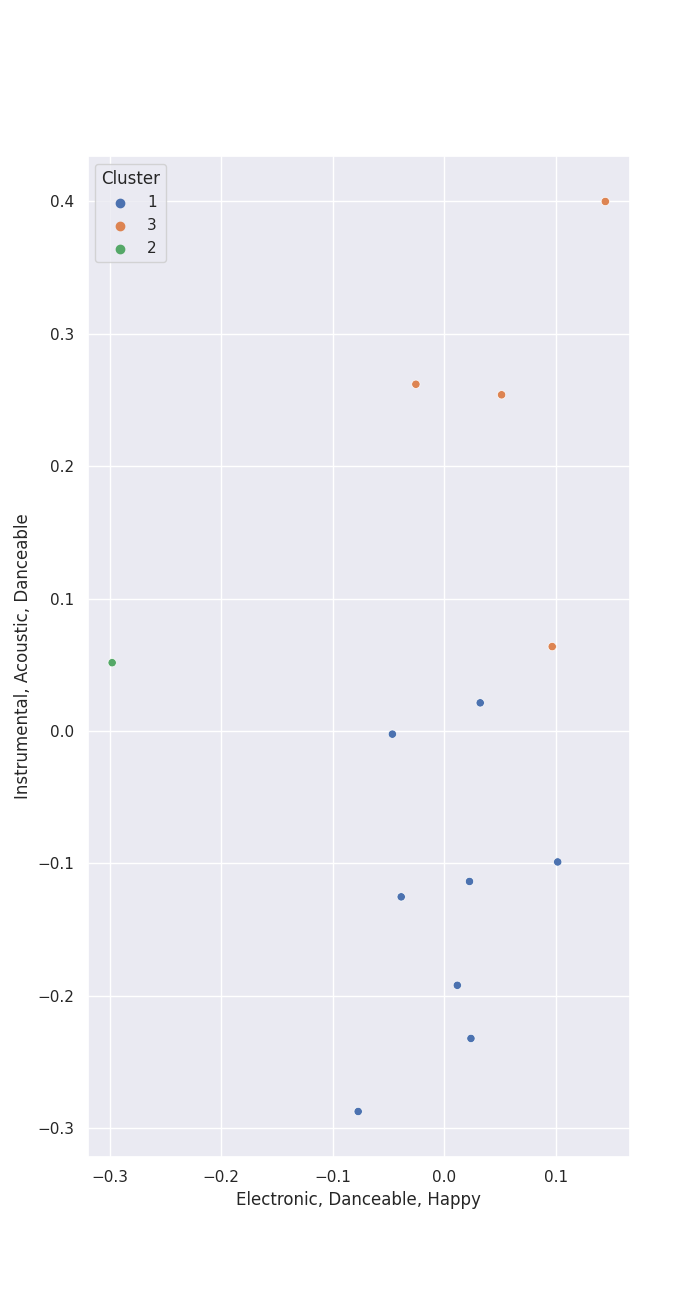 Cluster
1
3
2
0.4
0.3
0.2
0.1
0.0
−0.1
−0.2
−0.3
Instrumental, Acoustic, Danceable
−0.3 −0.2 −0.1 0.0 0.1
Electronic, Danceable, Happy